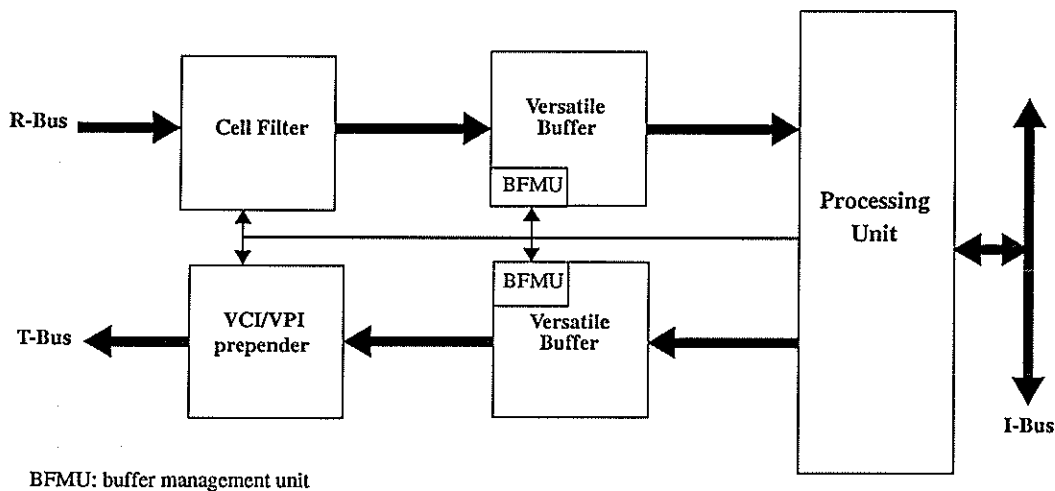 R-Bus
Cell Filter
Versatile
Buffer
BFMU
Processing
Unit
BFMU
Versatile
Buffer
VCI/VPI
prepender
T-Bus
I-Bus
BFMU: buffer management unit